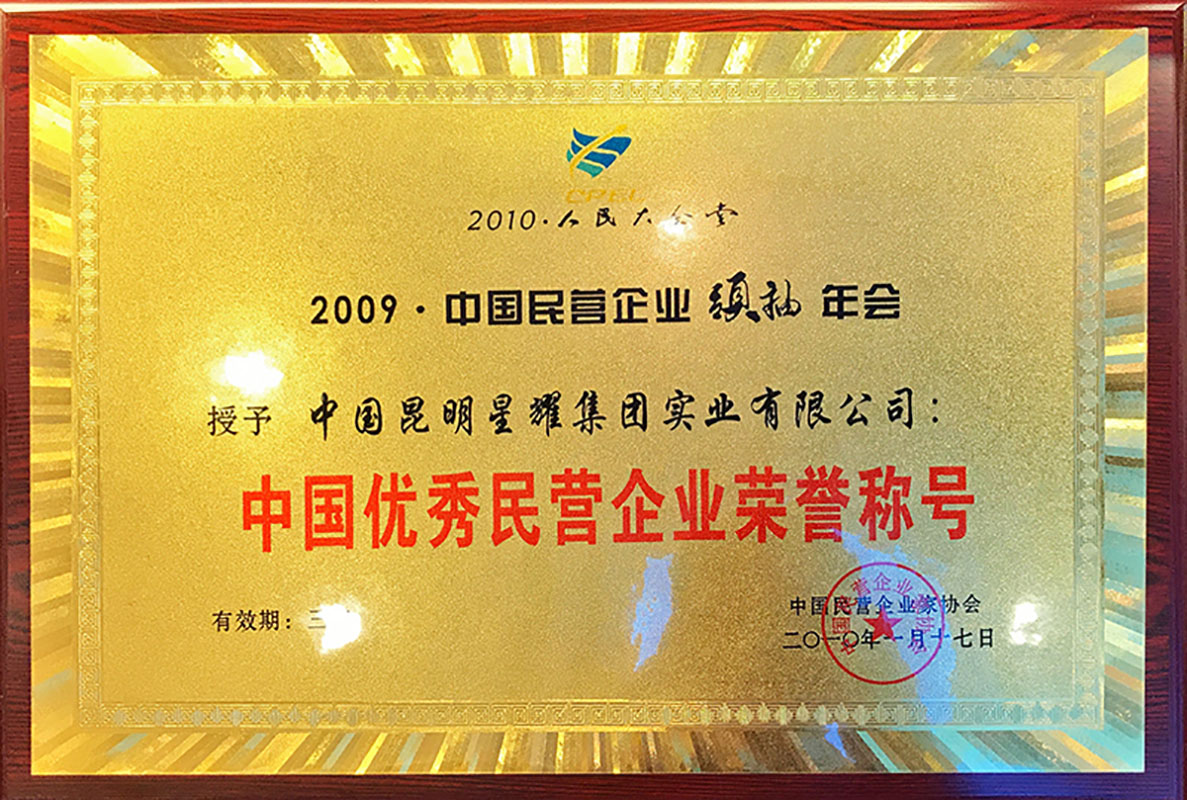 CPEL
2010·人民大会堂
2009·中国民营企业 领袖 年会
授予 中国昆明星耀集团实业有限公司:
中国优秀民营企业荣誉称号
有效期: 三
中国民营企业家协会
二〇一〇年一月十七日